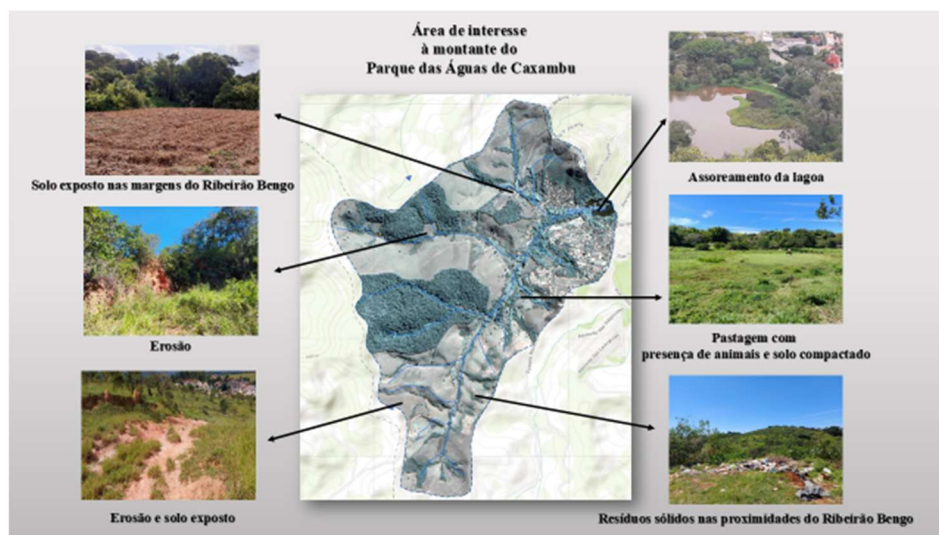 Área de interesse
à montante do
Parque das Águas de Caxambu
Solo exposto nas margens do Ribeirão Bengo
Assoreamento da lagoa
Erosão
Pastagem com
presença de animais e solo compactado
Erosão e solo exposto
Resíduos sólidos nas proximidades do Ribeirão Bengo